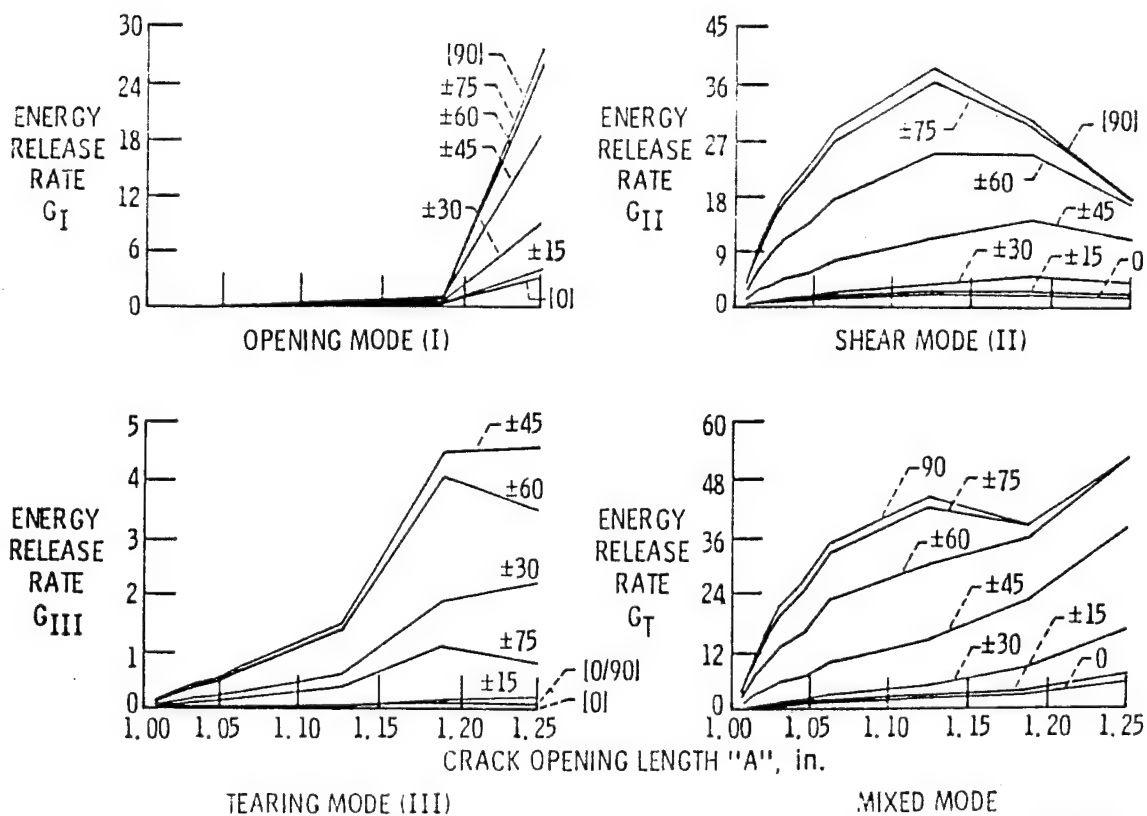 30
24
18
12
6
0
ENERGY
RELEASE
RATE
G_I
[90]
±75
±60
±45
±30
±15
[0]
OPENING MODE (I)
45
36
27
18
9
0
ENERGY
RELEASE
RATE
G_II
±75
[90]
±60
±45
±30
±15
0
SHEAR MODE (II)
5
4
3
2
1
0
ENERGY
RELEASE
RATE
G_III
±45
±60
±30
±75
±15
[0/90]
[0]
1.00 1.05 1.10 1.15 1.20 1.25
60
48
36
24
12
0
ENERGY
RELEASE
RATE
G_T
90
±75
±60
±45
±15
±30
0
1.00 1.05 1.10 1.15 1.20 1.25
CRACK OPENING LENGTH "A", in.
TEARING MODE (III)
MIXED MODE